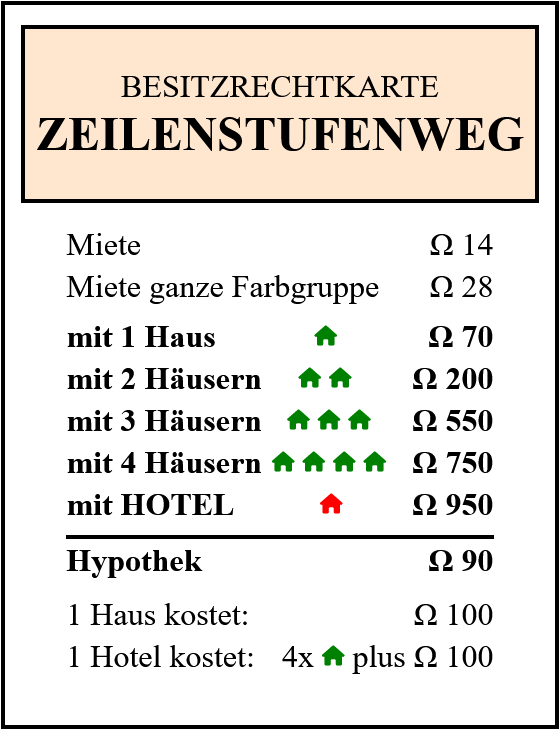 BESITZRECHTKARTE
ZEILENSTUFENWEG
Miete Ω 14
Miete ganze Farbgruppe Ω 28
mit 1 Haus Ω 70
mit 2 Häusern Ω 200
mit 3 Häusern Ω 550
mit 4 Häusern Ω 750
mit HOTEL Ω 950
Hypothek Ω 90
1 Haus kostet: Ω 100
1 Hotel kostet: 4x plus Ω 100